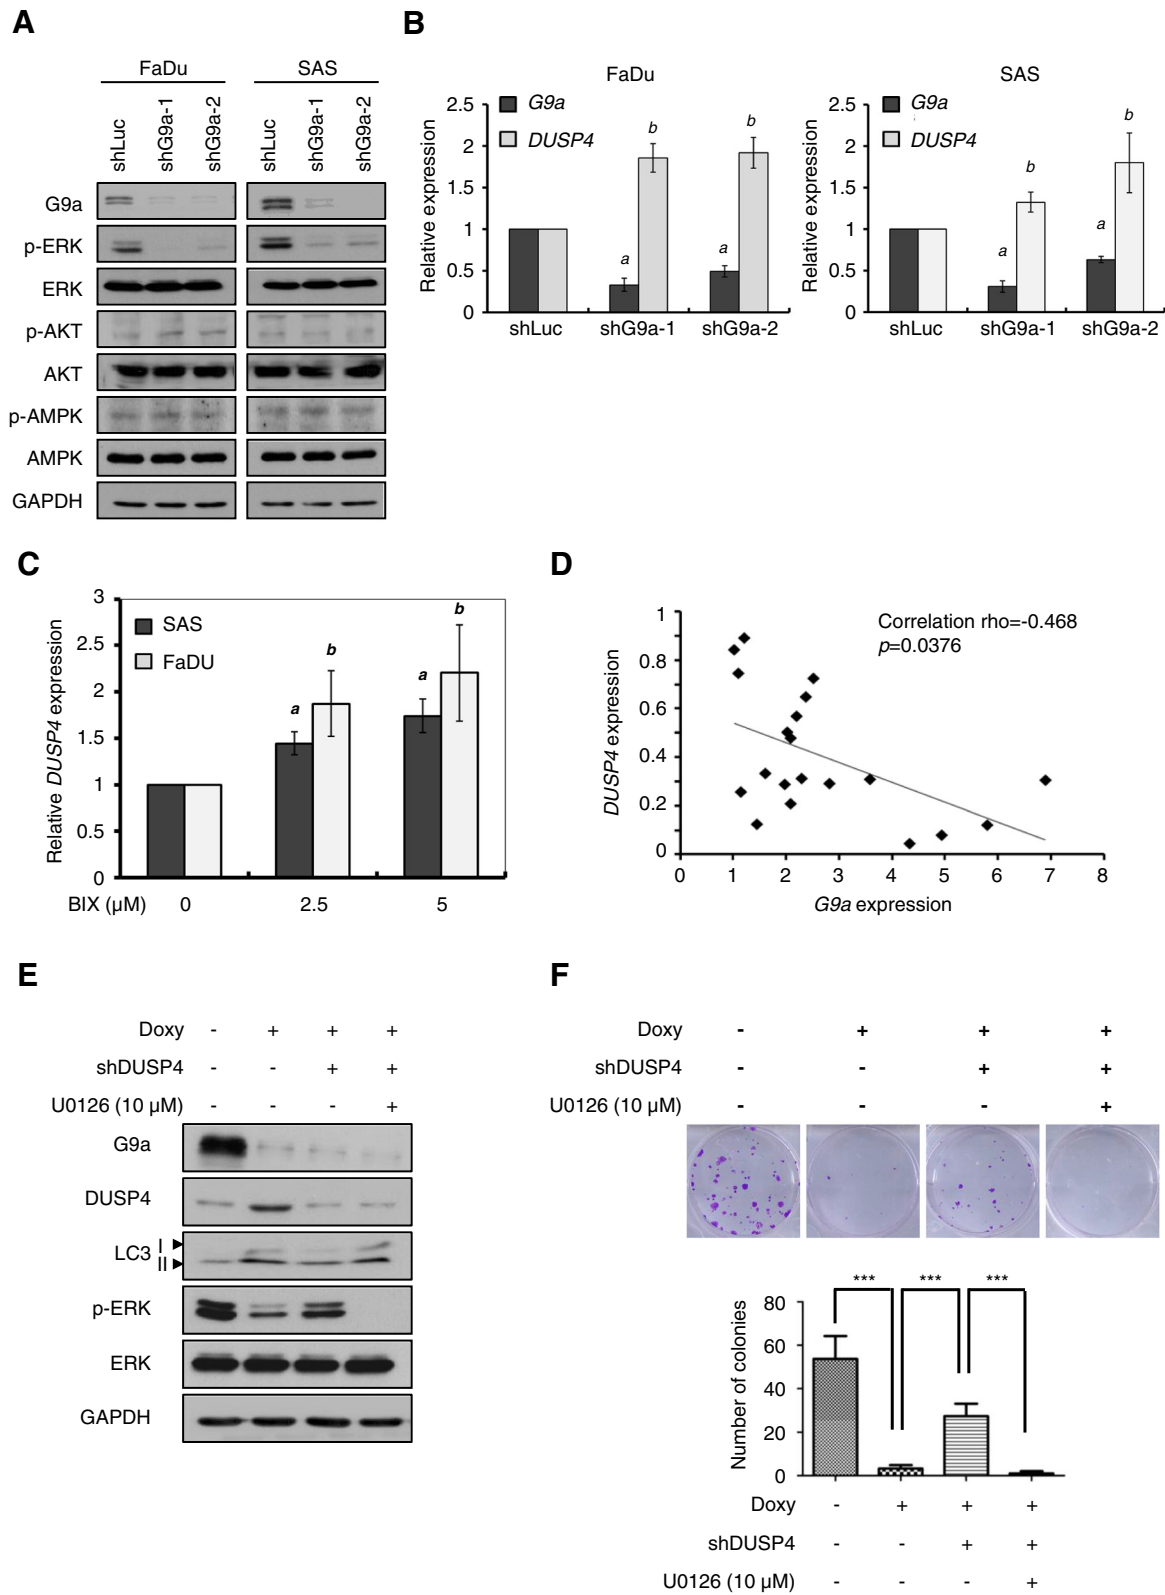 A
FaDu SAS
shLuc shG9a-1 shG9a-2 shLuc shG9a-1 shG9a-2
G9a
p-ERK
ERK
p-AKT
AKT
p-AMPK
AMPK
GAPDH
B
FaDu
G9a
DUSP4
Relative expression
2.5
2
1.5
1
0.5
0
a b a b
shLuc shG9a-1 shG9a-2
SAS
G9a
DUSP4
Relative expression
2.5
2
1.5
1
0.5
0
a b a b
shLuc shG9a-1 shG9a-2
C
SAS
FaDU
Relative DUSP4 expression
3
2.5
2
1.5
1
0.5
0
a b a b
BIX (µM) 0 2.5 5
D
Correlation rho=-0.468
p=0.0376
DUSP4 expression
1
0.8
0.6
0.4
0.2
0
0 1 2 3 4 5 6 7 8
G9a expression
E
Doxy - + + +
shDUSP4 - - + +
U0126 (10 µM) - - - +
G9a
DUSP4
LC3 I
II
p-ERK
ERK
GAPDH
F
Doxy - + + +
shDUSP4 - - + +
U0126 (10 µM) - - - +
*** *** ***
Number of colonies
80
60
40
20
0
Doxy - + + +
shDUSP4 - - + +
U0126 (10 µM) - - - +